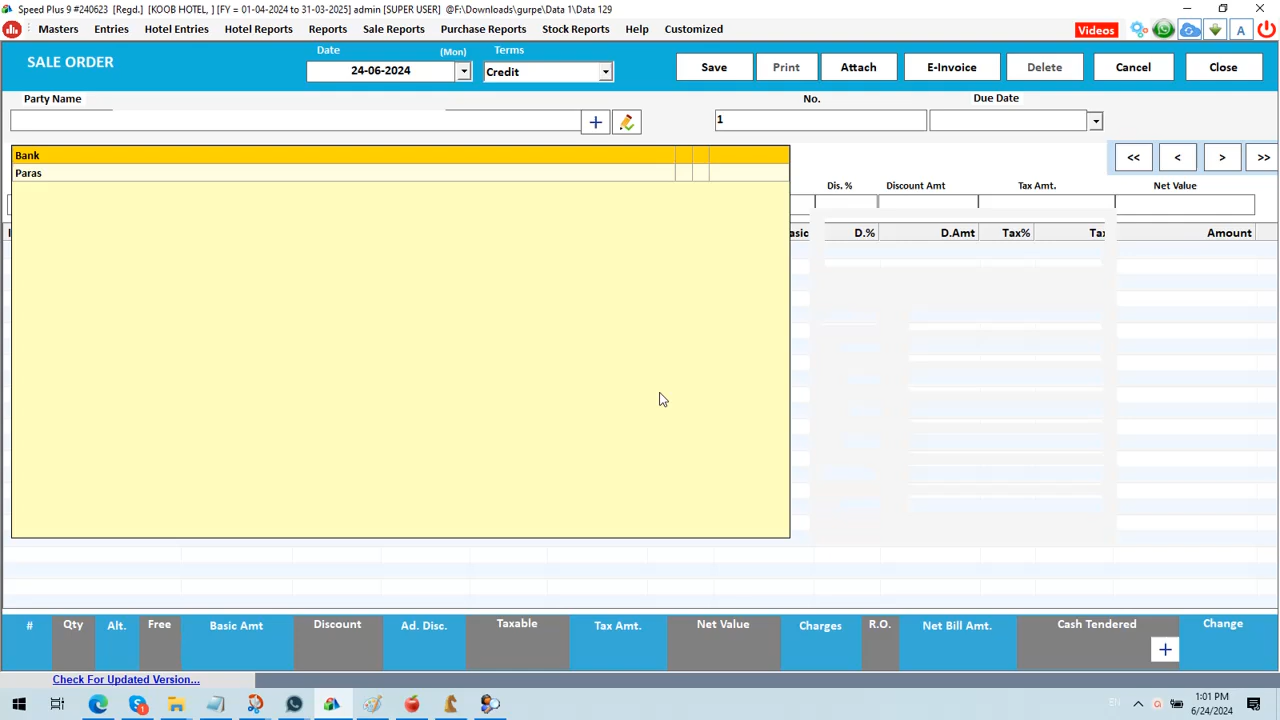 Speed Plus 9 #240623 [Regd.] [KOOB HOTEL, ] [FY = 01-04-2024 to 31-03-2025] admin [SUPER USER] @F:\Downloads\gurpe\Data 1\Data 129
Masters Entries Hotel Entries Hotel Reports Reports Sale Reports Purchase Reports Stock Reports Help Customized Videos A
SALE ORDER
Date (Mon) Terms
24-06-2024 Credit
Save Print Attach E-Invoice Delete Cancel Close
Party Name No. Due Date
1
Bank
Paras
<< < > >>
Dis. % Discount Amt Tax Amt. Net Value
D.% D.Amt Tax% Amount
# Qty Alt. Free Basic Amt Discount Ad. Disc. Taxable Tax Amt. Net Value Charges R.O. Net Bill Amt. Cash Tendered Change
Check For Updated Version...
EN 1:01 PM
6/24/2024